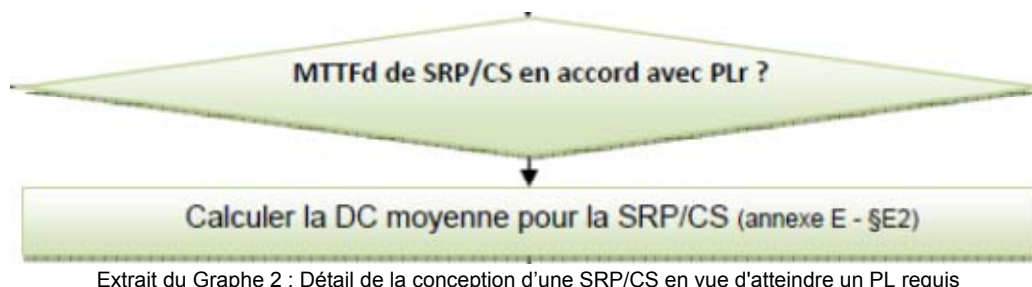 MTTFd de SRP/CS en accord avec PLr ?
Calculer la DC moyenne pour la SRP/CS (annexe E - §E2)
Extrait du Graphe 2 : Détail de la conception d'une SRP/CS en vue d'atteindre un PL requis